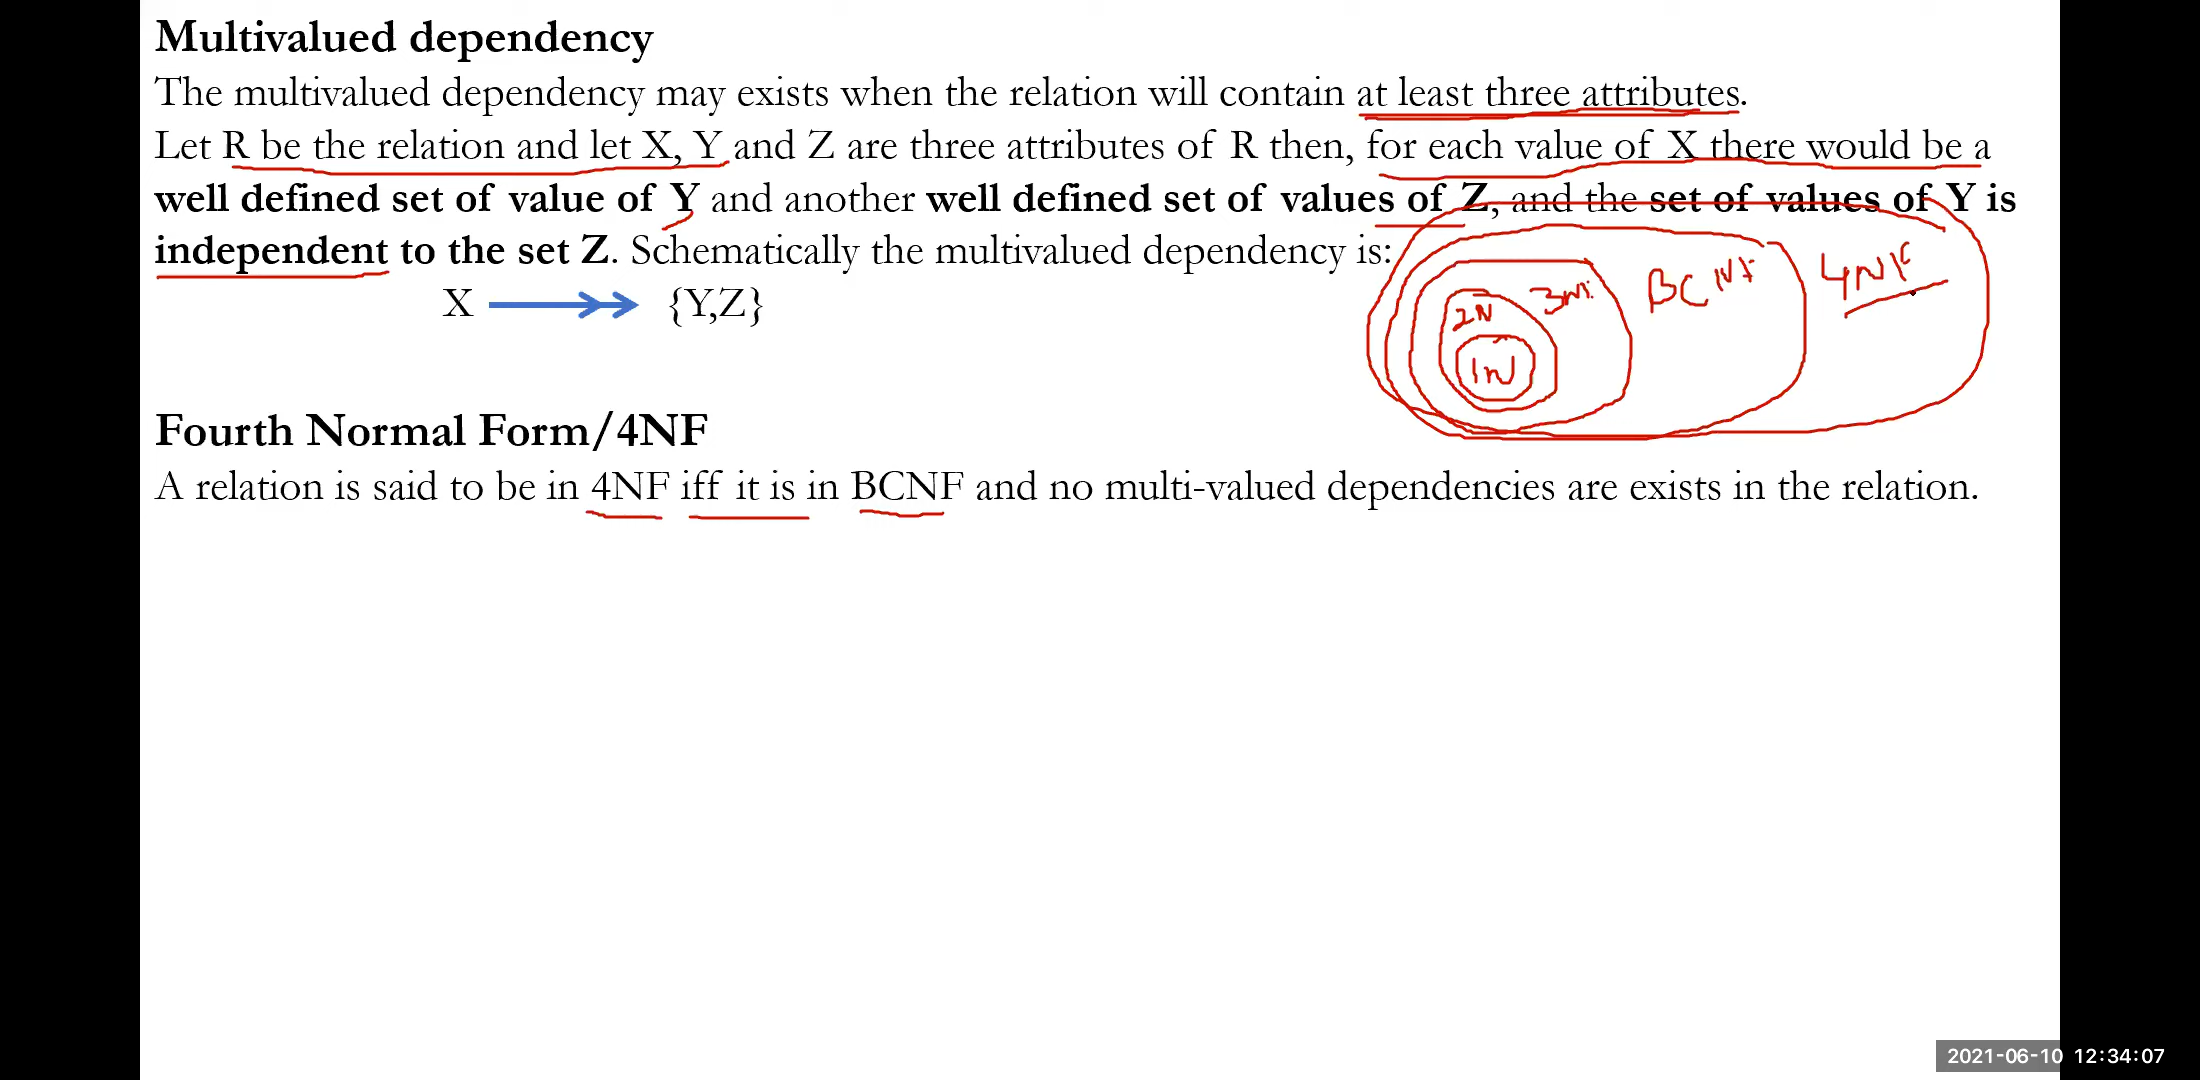 Multivalued dependency
The multivalued dependency may exists when the relation will contain at least three attributes.
Let R be the relation and let X, Y and Z are three attributes of R then, for each value of X there would be a
well defined set of value of Y and another well defined set of values of Z, and the set of values of Y is
independent to the set Z. Schematically the multivalued dependency is:
X {Y,Z}
4NF
BCNF
3NF
2N
1N
Fourth Normal Form/4NF
A relation is said to be in 4NF iff it is in BCNF and no multi-valued dependencies are exists in the relation.
2021-06-10 12:34:07